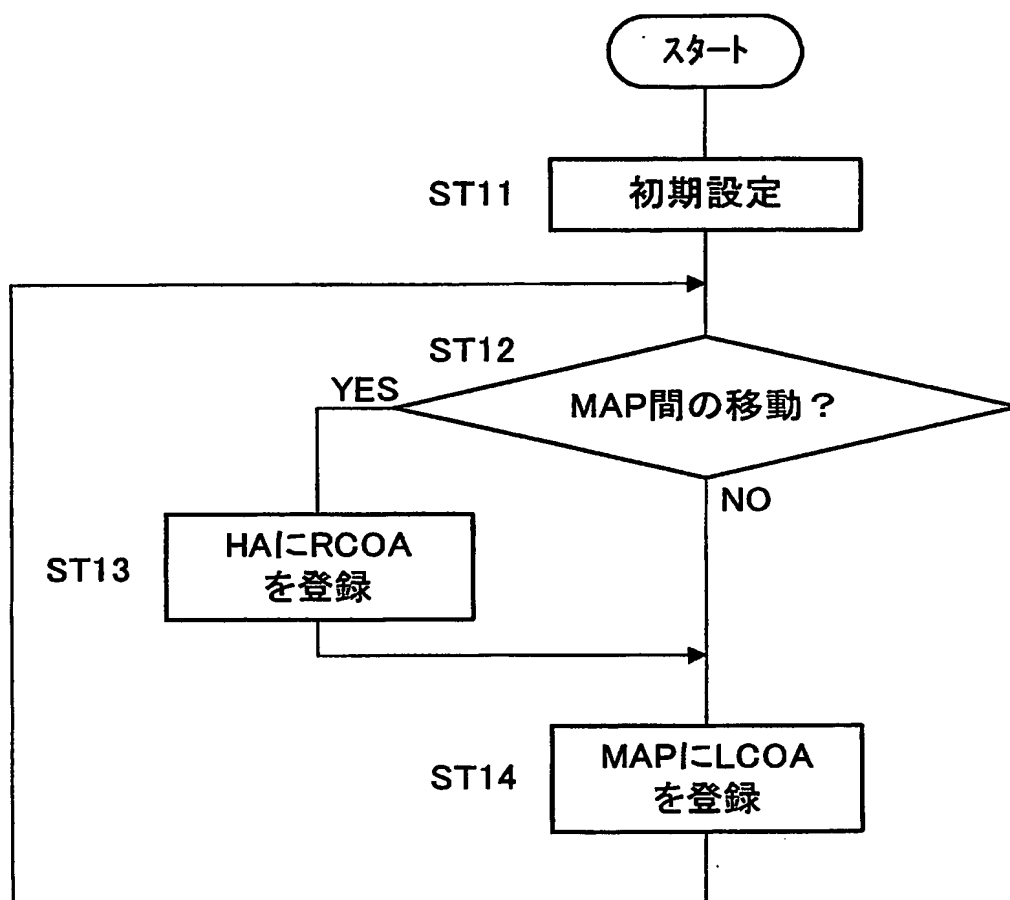 スタート
ST11
初期設定
ST12
YES
MAP間の移動？
NO
ST13
HAにRCOA
を登録
ST14
MAPにLCOA
を登録